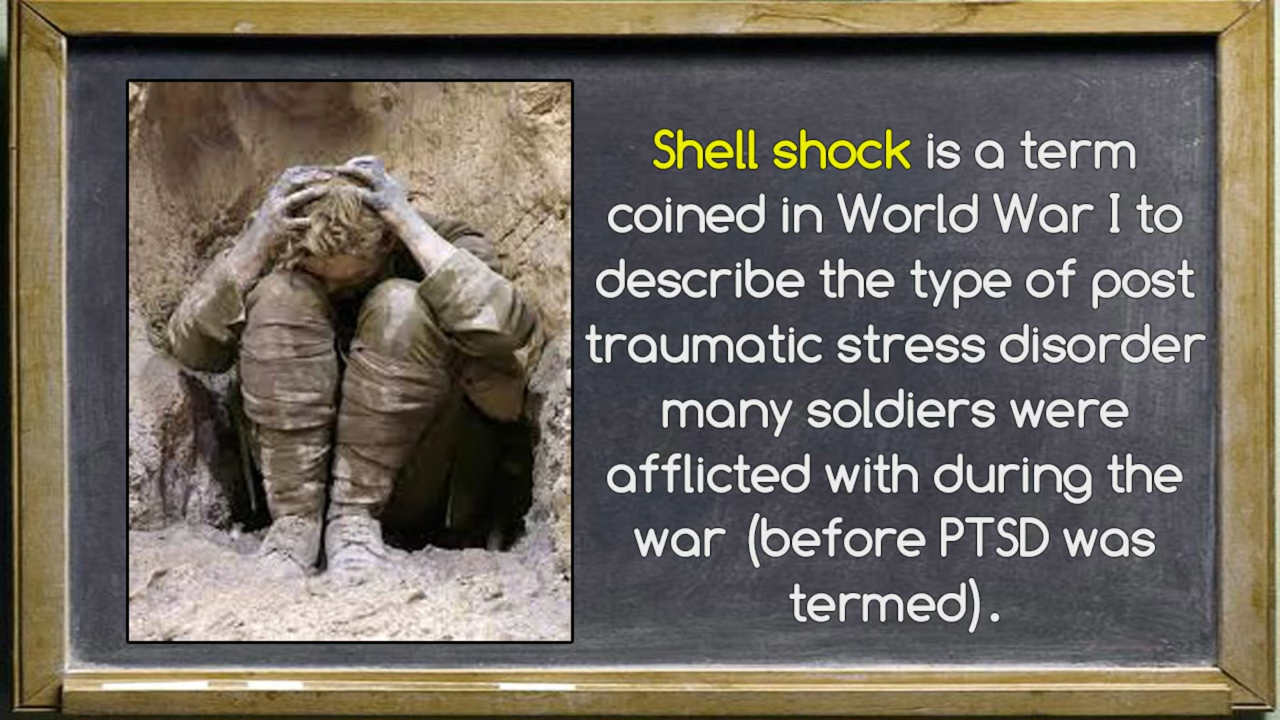 Shell shock is a term
coined in World War I to
describe the type of post
traumatic stress disorder
many soldiers were
afflicted with during the
war (before PTSD was
termed).